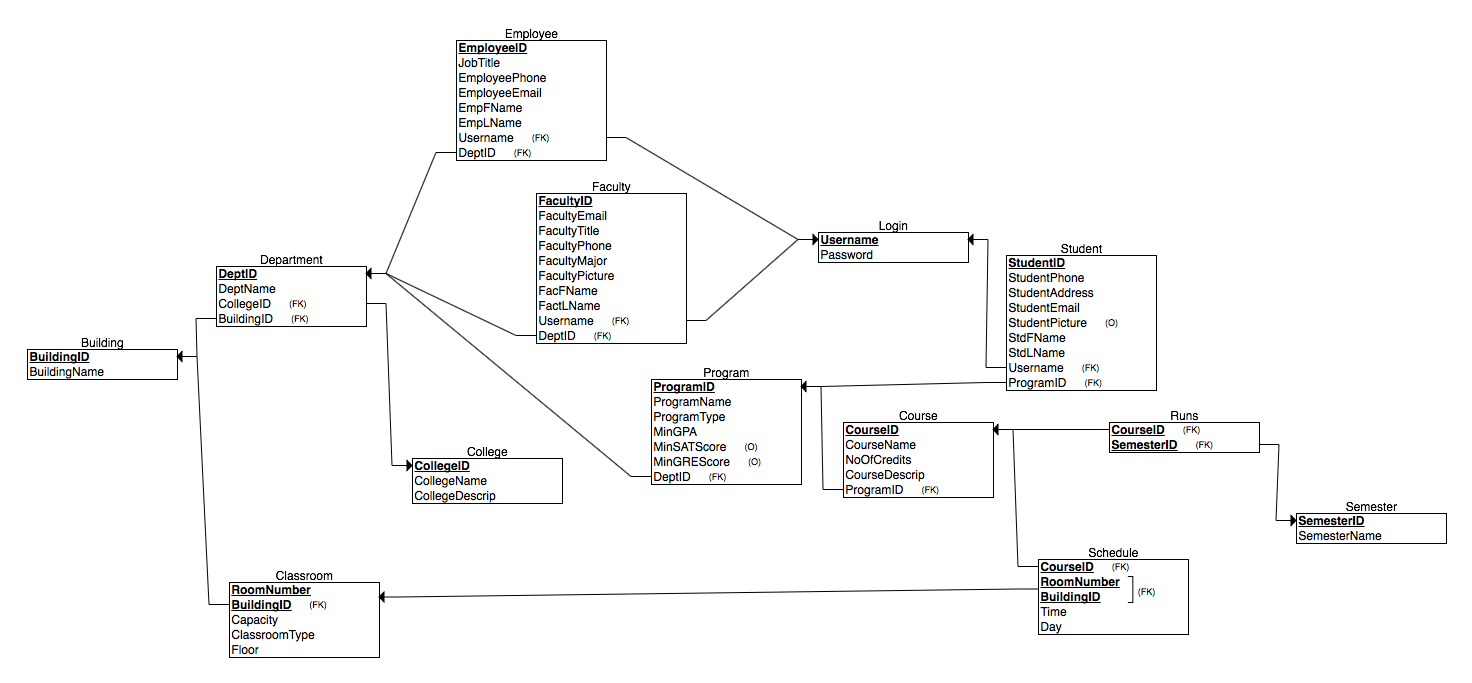 Employee
EmployeeID
JobTitle
EmployeePhone
EmployeeEmail
EmpFName
EmpLName
Username (FK)
DeptID (FK)
Faculty
FacultyID
FacultyEmail
FacultyTitle
FacultyPhone
FacultyMajor
FacultyPicture
FacFName
FactLName
Username (FK)
DeptID (FK)
Login
Username
Password
Student
StudentID
StudentPhone
StudentAddress
StudentEmail
StudentPicture (O)
StdFName
StdLName
Username (FK)
ProgramID (FK)
Department
DeptID
DeptName
CollegeID (FK)
BuildingID (FK)
Building
BuildingID
BuildingName
Program
ProgramID
ProgramName
ProgramType
MinGPA
MinSATScore (O)
MinGREScore (O)
DeptID (FK)
Course
CourseID
CourseName
NoOfCredits
CourseDescrip
ProgramID (FK)
Runs
CourseID (FK)
SemesterID (FK)
College
CollegeID
CollegeName
CollegeDescrip
Semester
SemesterID
SemesterName
Schedule
CourseID (FK)
RoomNumber
BuildingID (FK)
Time
Day
Classroom
RoomNumber
BuildingID (FK)
Capacity
ClassroomType
Floor